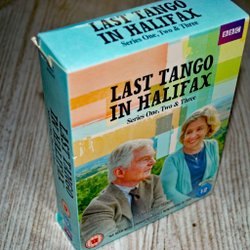 LAST TANGO
IN HALIFAX
Series One, Two & Three
BBC
LAST TANGO
IN HALIFAX
Series One, Two & Three
12